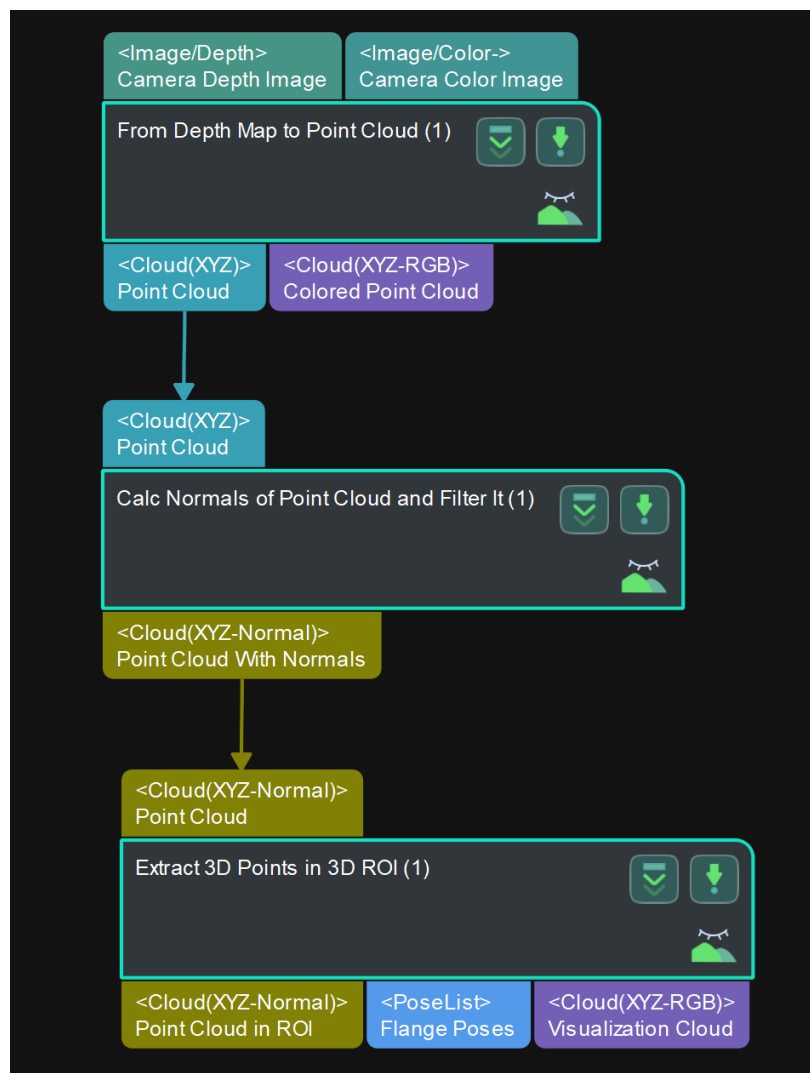 <Image/Depth>
Camera Depth Image
<Image/Color->
Camera Color Image
From Depth Map to Point Cloud (1)
<Cloud(XYZ)>
Point Cloud
<Cloud(XYZ-RGB)>
Colored Point Cloud
<Cloud(XYZ)>
Point Cloud
Calc Normals of Point Cloud and Filter It (1)
<Cloud(XYZ-Normal)>
Point Cloud With Normals
<Cloud(XYZ-Normal)>
Point Cloud
Extract 3D Points in 3D ROI (1)
<Cloud(XYZ-Normal)>
Point Cloud in ROI
<PoseList>
Flange Poses
<Cloud(XYZ-RGB)>
Visualization Cloud